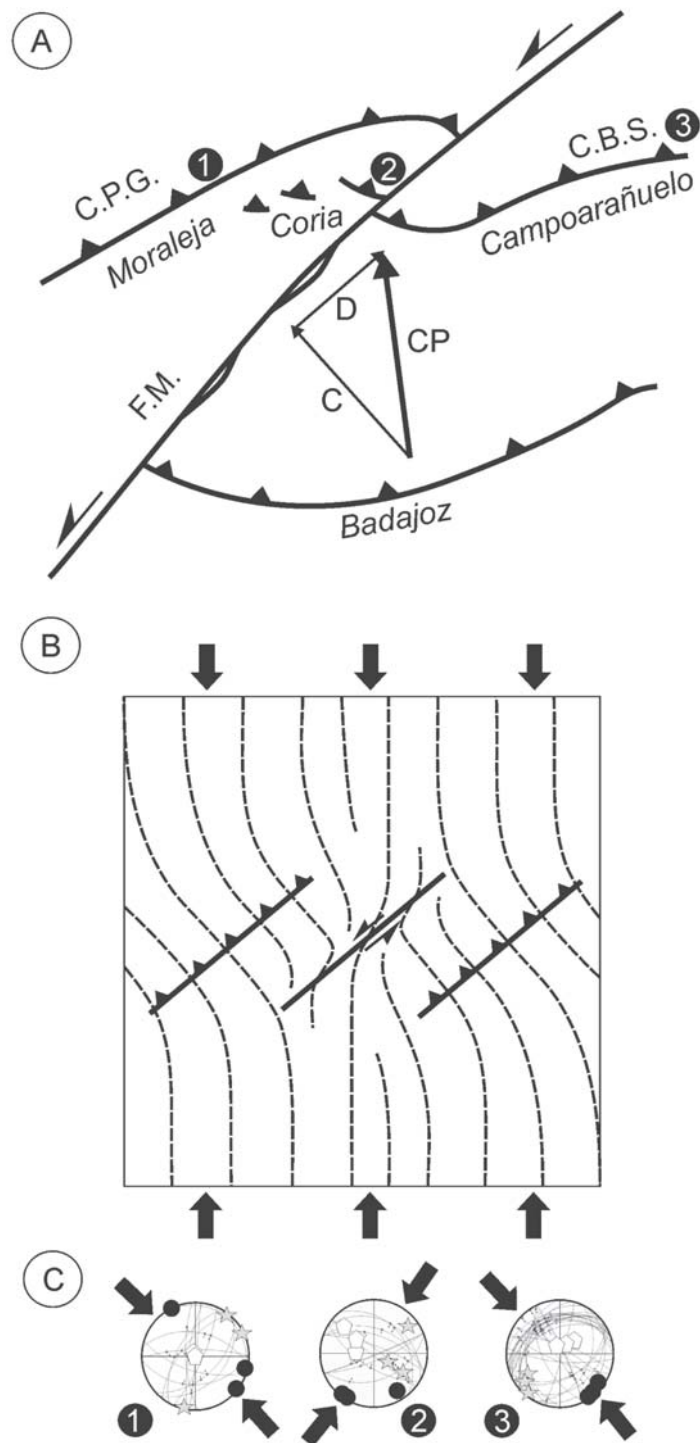 A
C.P.G.
1
Moraleja
2
Coria
C.B.S.
3
Campoarañuelo
D
CP
C
F.M.
Badajoz
B
C
1
2
3